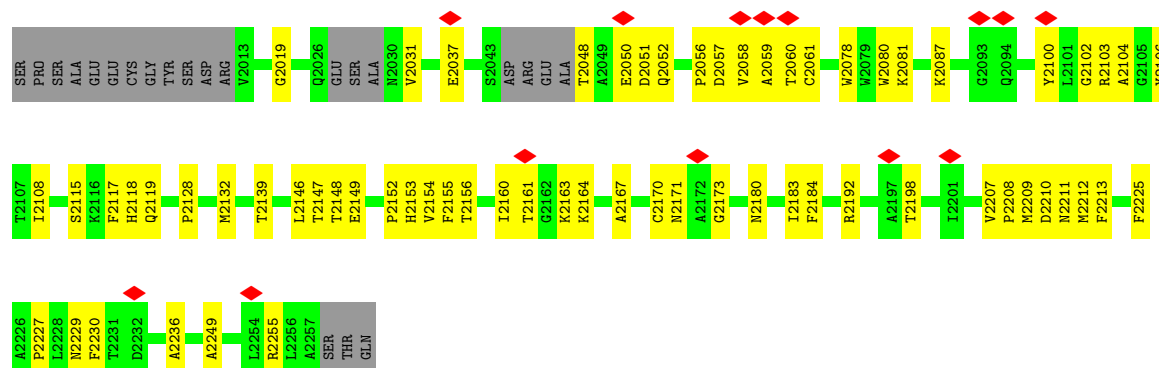 SER PRO SER ALA GLU GLU CYS GLY TYR SER ASP ARG V2013 G2019 Q2026 GLU SER ALA N2030 V2031 E2037 S2043 ASP ARG GLU ALA T2048 A2049 E2050 D2051 Q2052 P2056 D2057 V2058 A2059 T2060 C2061 W2078 W2079 W2080 K2081 K2087 G2093 Q2094 Y2100 L2101 G2102 R2103 A2104 G2105
T2107 I2108 S2115 K2116 F2117 H2118 Q2119 P2128 M2132 T2139 L2146 T2147 T2148 E2149 P2152 H2153 V2154 F2155 T2156 I2160 T2161 G2162 K2163 K2164 A2167 C2170 N2171 A2172 G2173 N2180 I2183 F2184 R2192 A2197 T2198 I2201 V2207 P2208 M2209 D2210 N2211 M2212 F2213 F2225
A2226 P2227 L2228 N2229 F2230 T2231 D2232 A2236 A2249 L2254 R2255 L2256 A2257 SER THR GLN